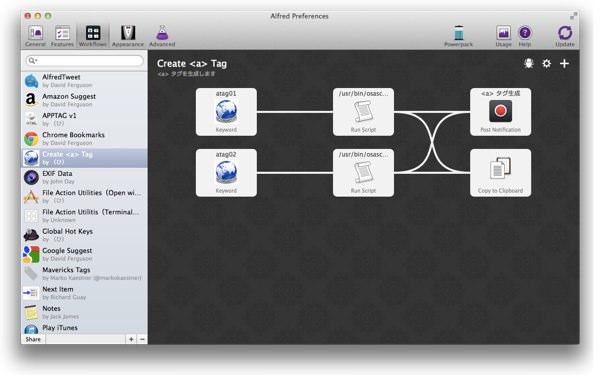 Alfred Preferences
General
Features
Workflows
Appearance
Advanced
Powerpack
Usage
Help
Update
AlfredTweet
by David Ferguson
Amazon Suggest
by David Ferguson
APPTAG v1
by （ひ）
Chrome Bookmarks
by David Ferguson
Create <a> Tag
by （ひ）
EXIF Data
by John Day
File Action Utilities (Open wi...
by （ひ）
File Action Utilitis (Terminal...
by Unknown
Global Hot Keys
by （ひ）
Google Suggest
by David Ferguson
Mavericks Tags
by Marko Kaestner (@markokaestner)
Next Item
by Richard Guay
Notes
by Jack James
Play iTunes
Share
Create <a> Tag
<a> タグを生成します
atag01
Keyword
/usr/bin/osasc...
Run Script
<a> タグ生成
Post Notification
atag02
Keyword
/usr/bin/osasc...
Run Script
Copy to Clipboard